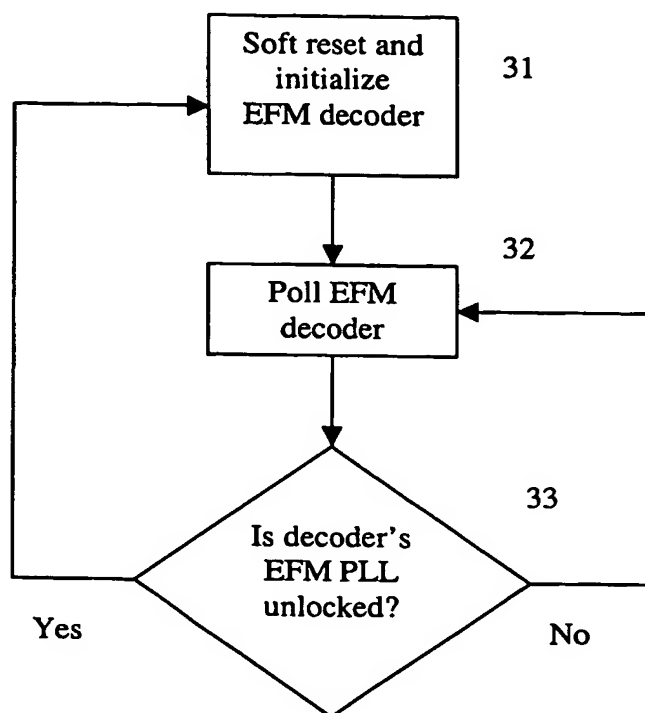 Soft reset and
initialize
EFM decoder
31
32
Poll EFM
decoder
33
Is decoder's
EFM PLL
unlocked?
Yes
No